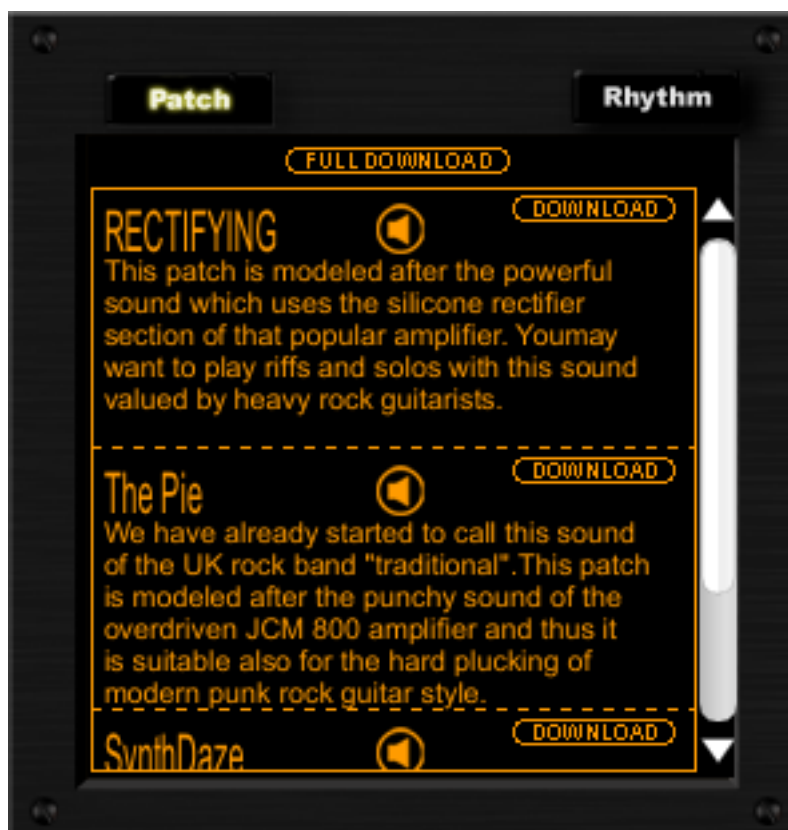 Patch
Rhythm
FULL DOWNLOAD
DOWNLOAD
RECTIFYING
This patch is modeled after the powerful
sound which uses the silicone rectifier
section of that popular amplifier. Youmay
want to play riffs and solos with this sound
valued by heavy rock guitarists.
DOWNLOAD
The Pie
We have already started to call this sound
of the UK rock band "traditional".This patch
is modeled after the punchy sound of the
overdriven JCM 800 amplifier and thus it
is suitable also for the hard plucking of
modern punk rock guitar style.
DOWNLOAD
SynthDaze